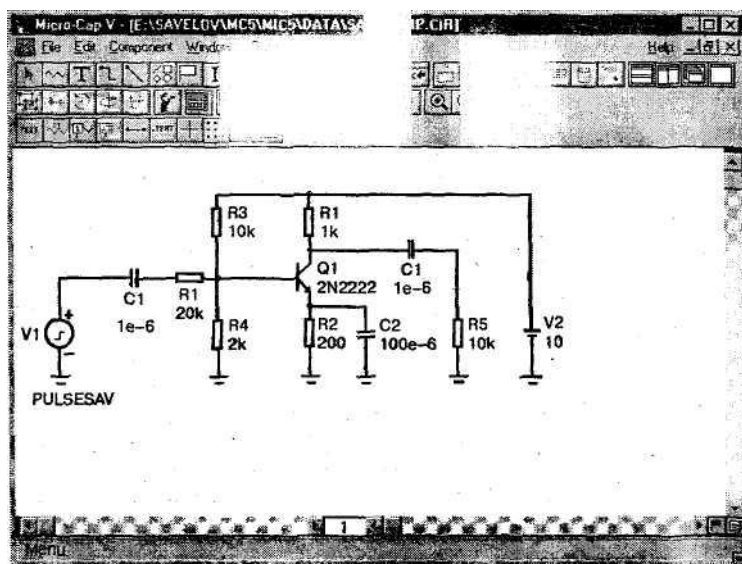 Micro-Cap V - [E:\SAVELOV\MC5\MIC5\DATA\S
P.CIR]
File Edit Component Window
Help
R3
10k
R1
1k
Q1
2N2222
C1
1e-6
C1
1e-6
R1
20k
V1
R4
2k
R2
200
C2
100e-6
R5
10k
V2
10
PULSESAV
1
Menu